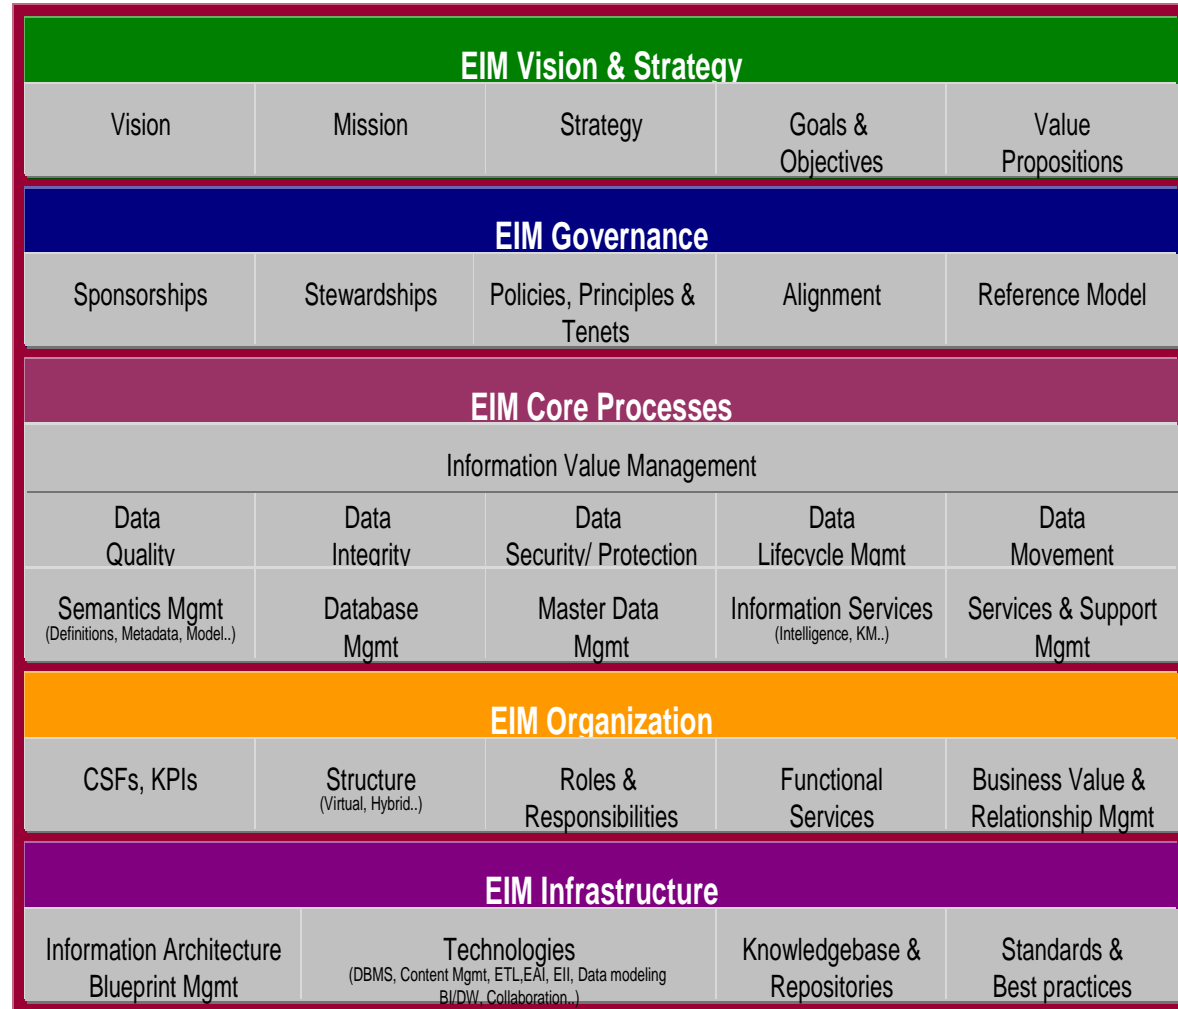 EIM Vision & Strategy
Vision
Mission
Strategy
Goals &
Objectives
Value
Propositions
EIM Governance
Sponsorships
Stewardships
Policies, Principles &
Tenets
Alignment
Reference Model
EIM Core Processes
Information Value Management
Data
Quality
Data
Integrity
Data
Security/ Protection
Data
Lifecycle Mgmt
Data
Movement
Semantics Mgmt
(Definitions, Metadata, Model..)
Database
Mgmt
Master Data
Mgmt
Information Services
(Intelligence, KM..)
Services & Support
Mgmt
EIM Organization
CSFs, KPIs
Structure
(Virtual, Hybrid..)
Roles &
Responsibilities
Functional
Services
Business Value &
Relationship Mgmt
EIM Infrastructure
Information Architecture
Blueprint Mgmt
Technologies
(DBMS, Content Mgmt, ETL,EAI, EII, Data modeling
BI/DW, Collaboration..)
Knowledgebase &
Repositories
Standards &
Best practices